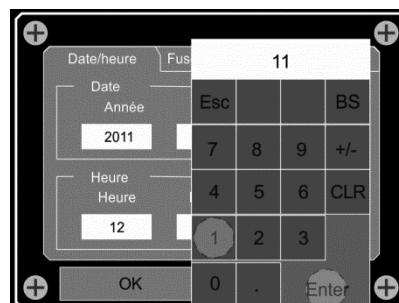 Date/heure Fus
Date
Année
2011
Heure
Heure
12
OK
11
Esc BS
7 8 9 +/-
4 5 6 CLR
1 2 3
0 . Enter